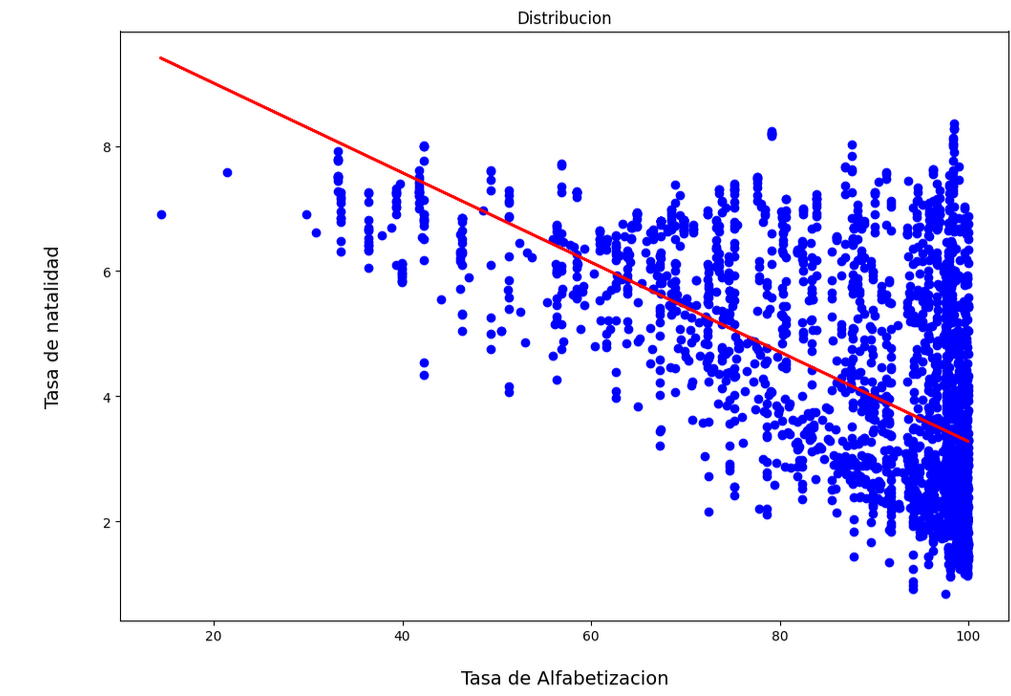 Distribucion
Tasa de natalidad
8
6
4
2
20 40 60 80 100
Tasa de Alfabetizacion